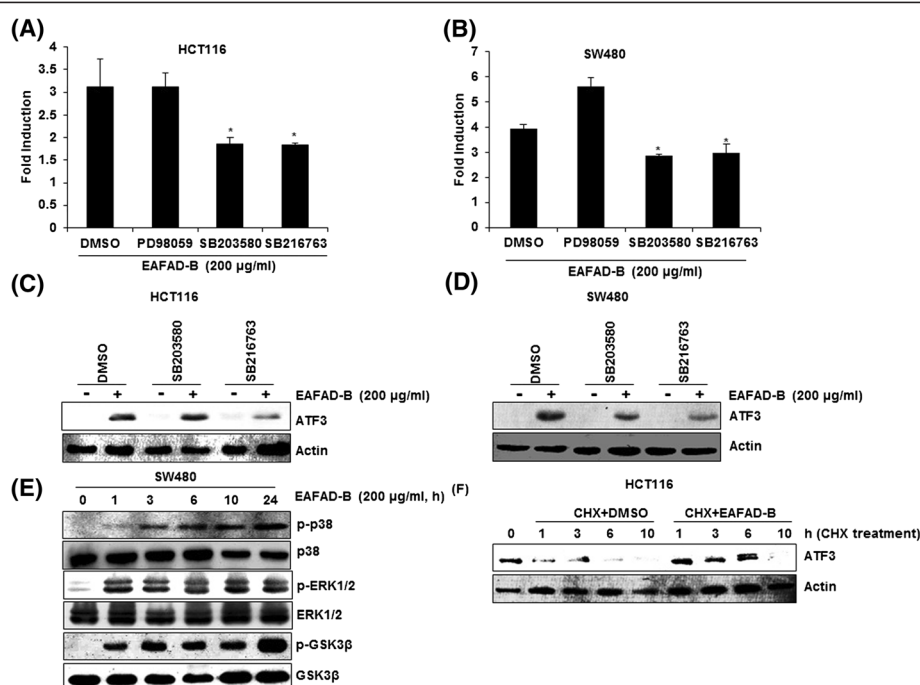 (A)
HCT116
Fold Induction
4
3.5
3
2.5
2
1.5
1
0.5
0
*
*
DMSO PD98059 SB203580 SB216763
EAFAD-B (200 µg/ml)
(B)
SW480
Fold Induction
7
6
5
4
3
2
1
0
*
*
DMSO PD98059 SB203580 SB216763
EAFAD-B (200 µg/ml)
(C)
HCT116
DMSO
SB203580
SB216763
- + - + - + EAFAD-B (200 µg/ml)
ATF3
Actin
(D)
SW480
DMSO
SB203580
SB216763
- + - + - + EAFAD-B (200 µg/ml)
ATF3
Actin
(E)
SW480
0 1 3 6 10 24 EAFAD-B (200 µg/ml, h)
p-p38
p38
p-ERK1/2
ERK1/2
p-GSK3β
GSK3β
(F)
HCT116
CHX+DMSO CHX+EAFAD-B
0 1 3 6 10 1 3 6 10 h (CHX treatment)
ATF3
Actin